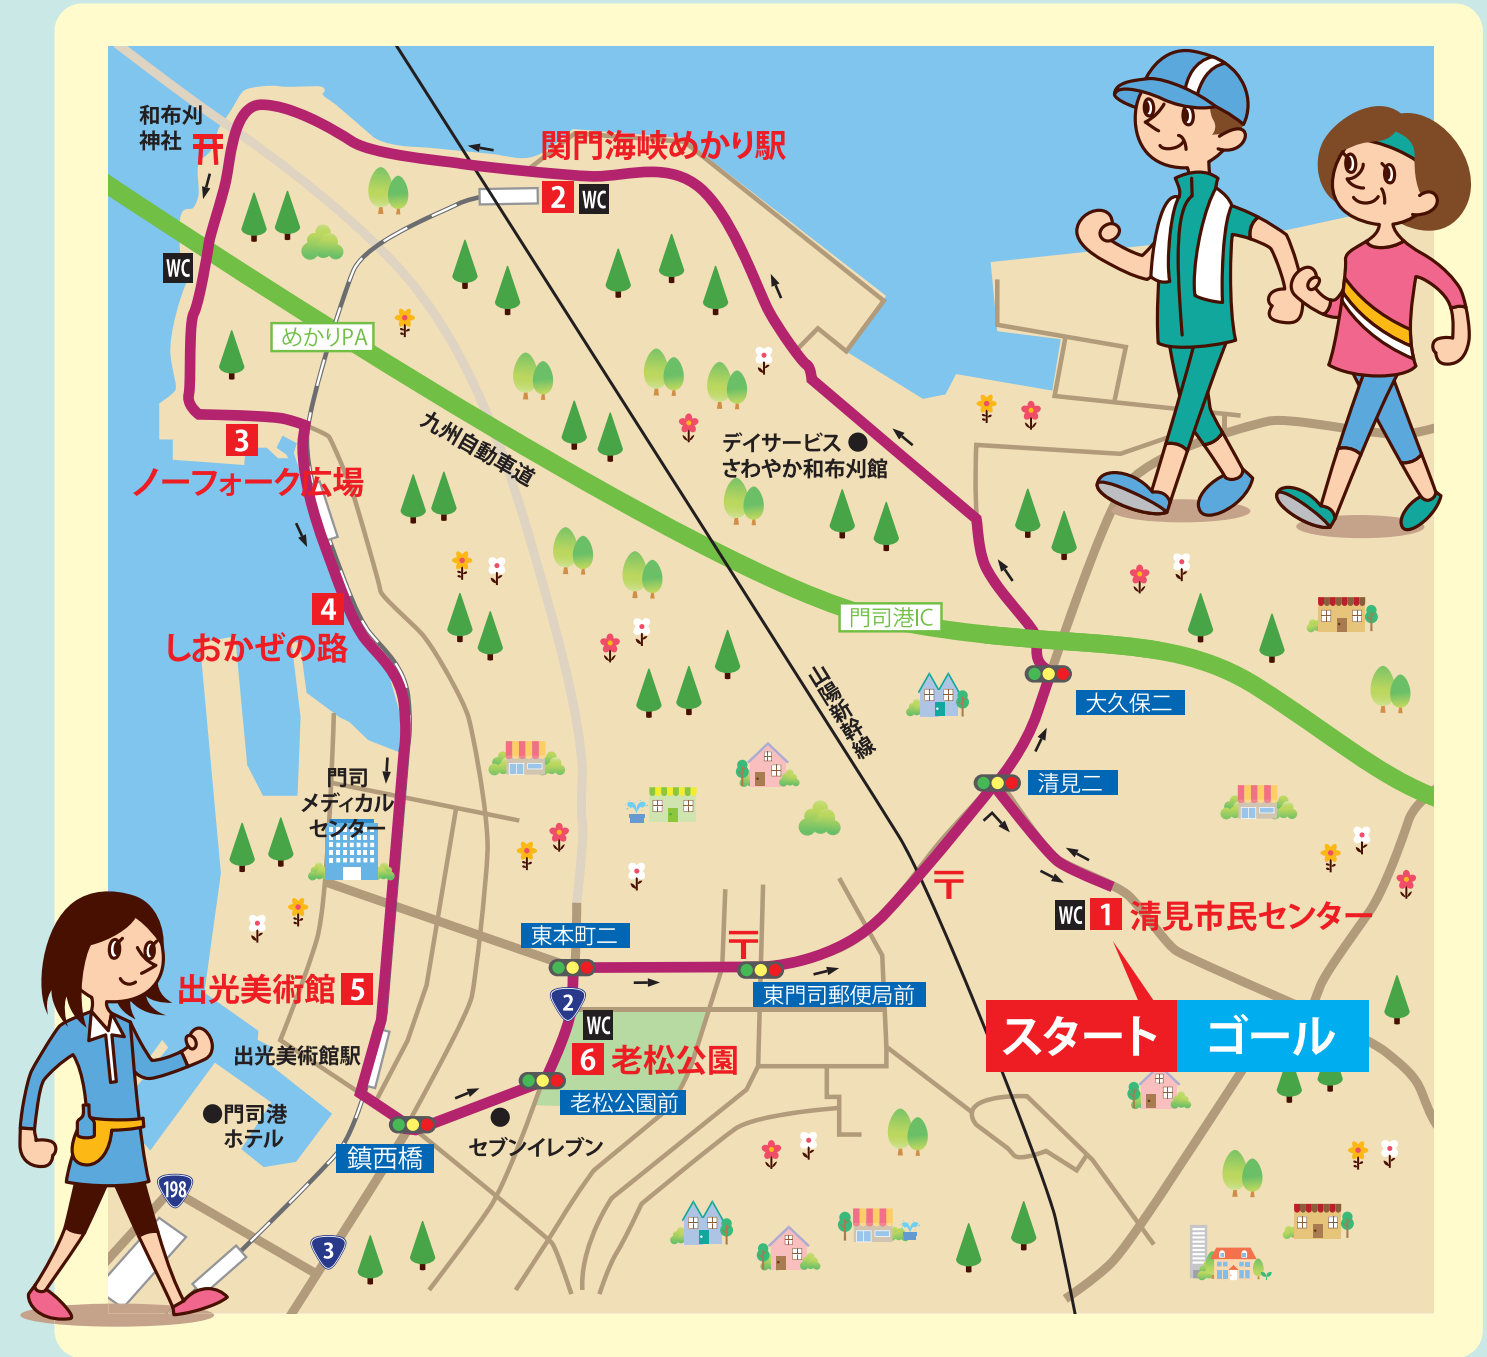 和布刈
神社
関門海峡めかり駅
2 WC
WC
めかりPA
九州自動車道
3
ノーフォーク広場
デイサービス
さわやか和布刈館
4
しおかぜの路
門司港IC
山陽新幹線
大久保二
清見二
門司
メディカル
センター
WC 1 清見市民センター
東本町二
〒
〒
出光美術館 5
東門司郵便局前
2
WC
6 老松公園
スタート ゴール
出光美術館駅
老松公園前
門司港
ホテル
セブンイレブン
鎮西橋
198
3